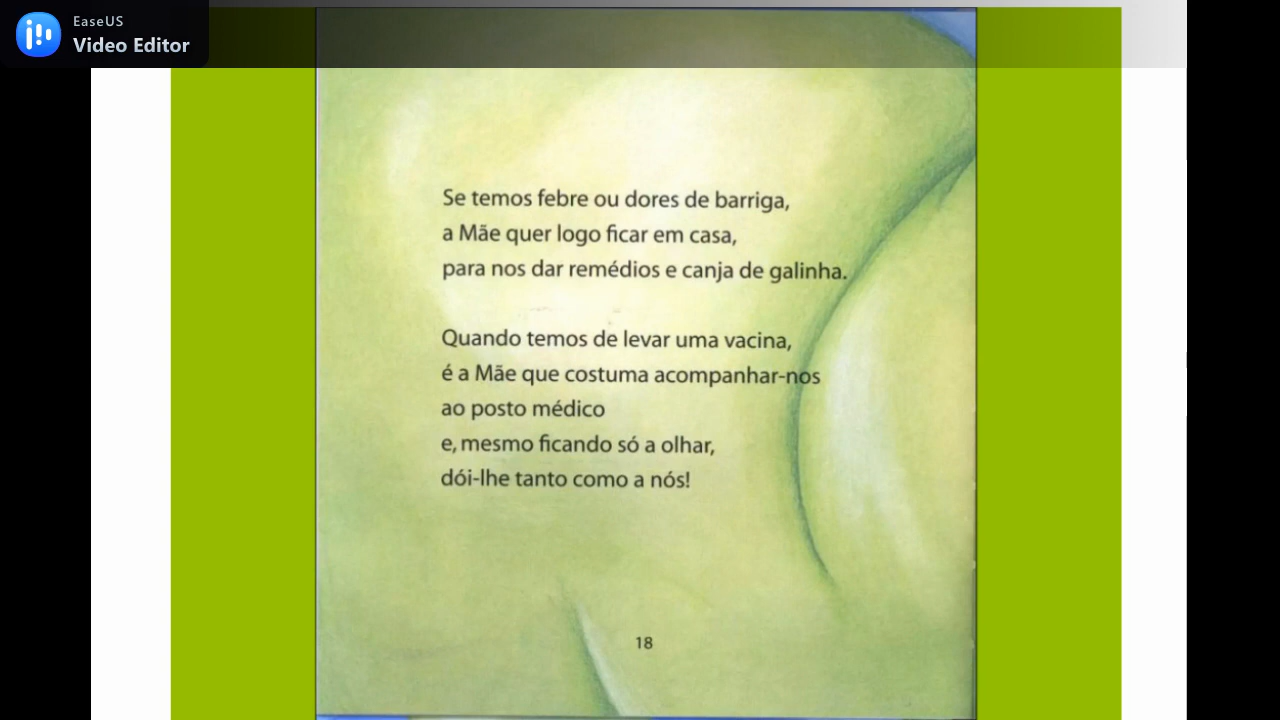 EaseUS
Video Editor
Se temos febre ou dores de barriga,
a Mãe quer logo ficar em casa,
para nos dar remédios e canja de galinha.
Quando temos de levar uma vacina,
é a Mãe que costuma acompanhar-nos
ao posto médico
e, mesmo ficando só a olhar,
dói-lhe tanto como a nós!
18